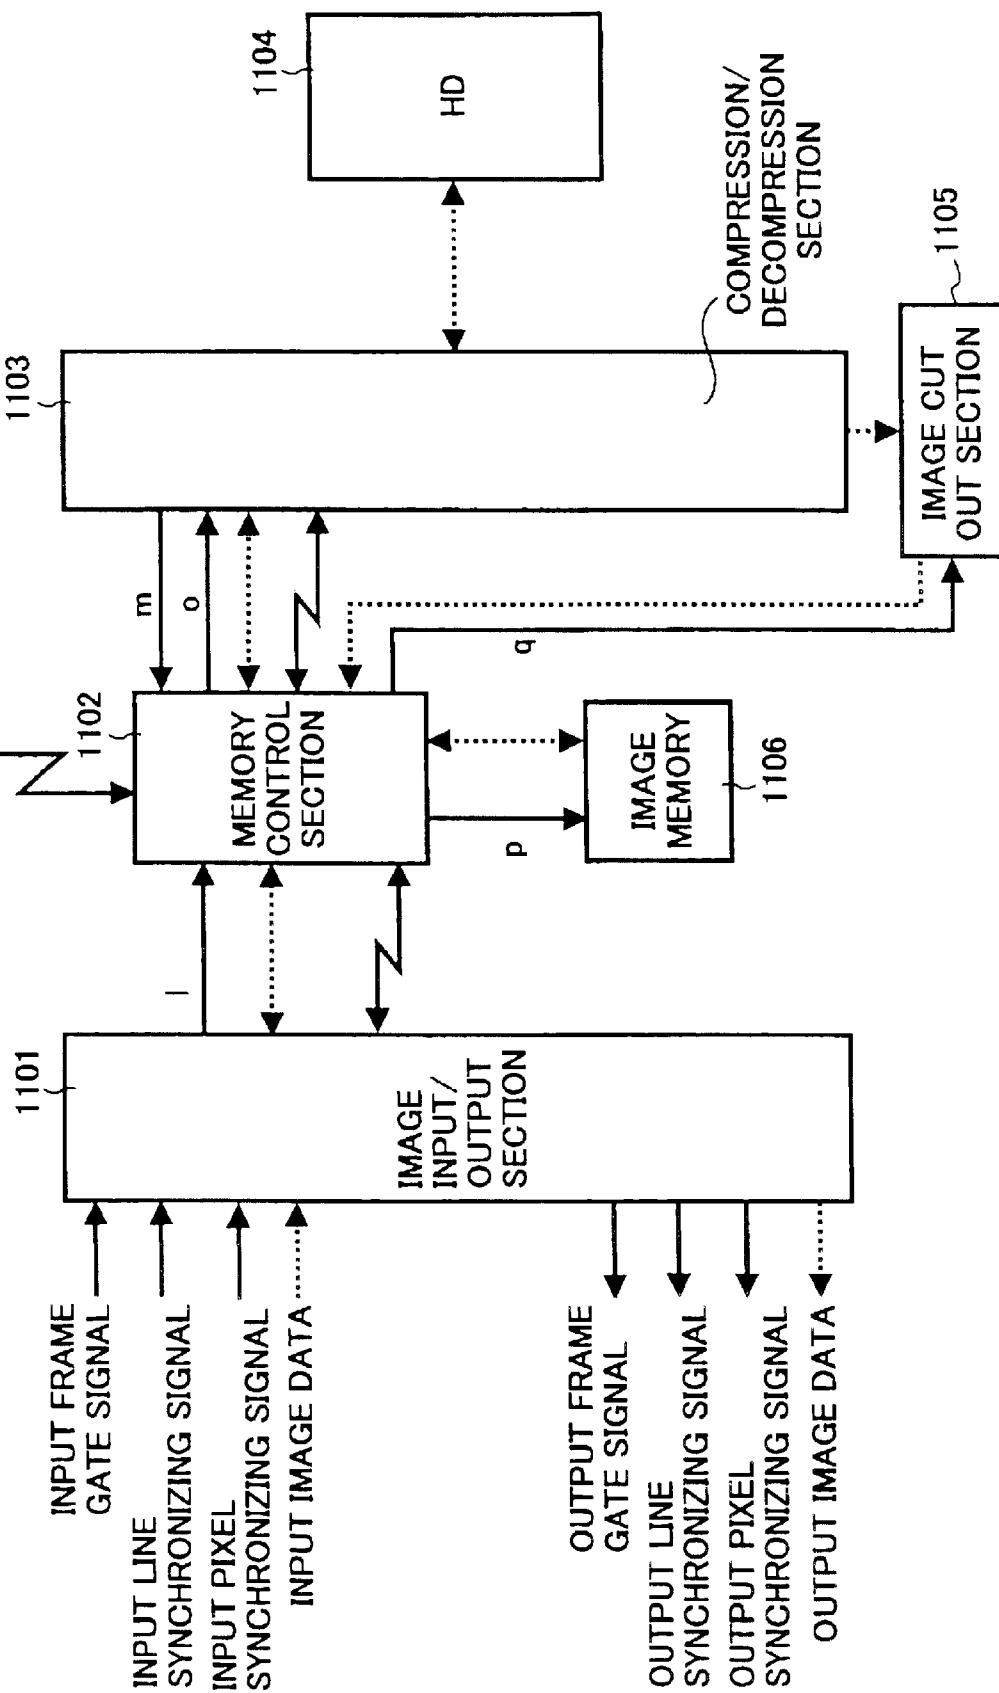 INPUT FRAME
GATE SIGNAL
INPUT LINE
SYNCHRONIZING SIGNAL
INPUT PIXEL
SYNCHRONIZING SIGNAL
INPUT IMAGE DATA
OUTPUT FRAME
GATE SIGNAL
OUTPUT LINE
SYNCHRONIZING SIGNAL
OUTPUT PIXEL
SYNCHRONIZING SIGNAL
OUTPUT IMAGE DATA
1101
IMAGE
INPUT/
OUTPUT
SECTION
l
1102
MEMORY
CONTROL
SECTION
p
IMAGE
MEMORY
1106
m
o
q
1103
COMPRESSION/
DECOMPRESSION
SECTION
1104
HD
1105
IMAGE CUT
OUT SECTION